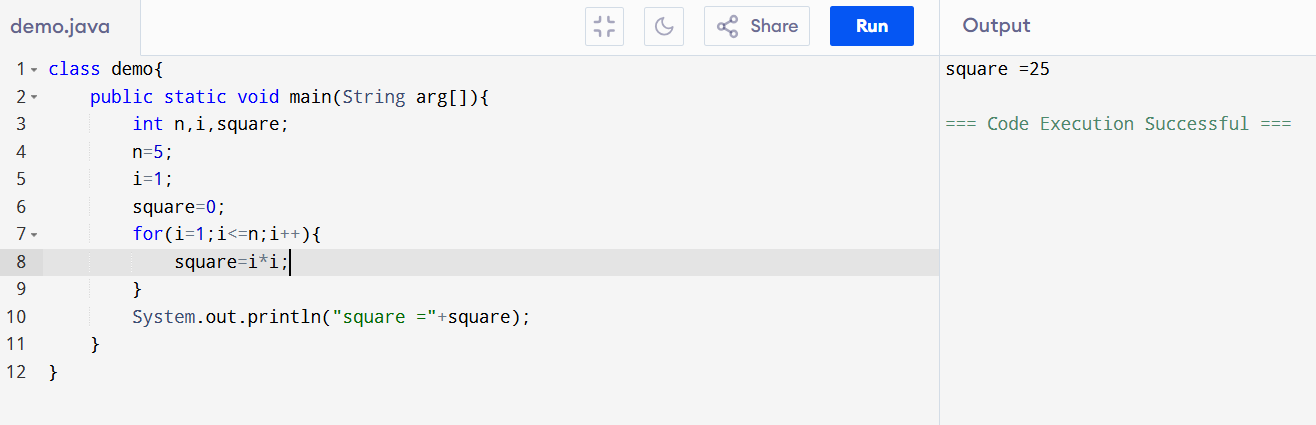 demo.java
Share
Run
Output
1 class demo{
2     public static void main(String arg[]){
3         int n,i,square;
4         n=5;
5         i=1;
6         square=0;
7         for(i=1;i<=n;i++){
8             square=i*i;
9         }
10         System.out.println("square ="+square);
11     }
12 }
square =25
=== Code Execution Successful ===